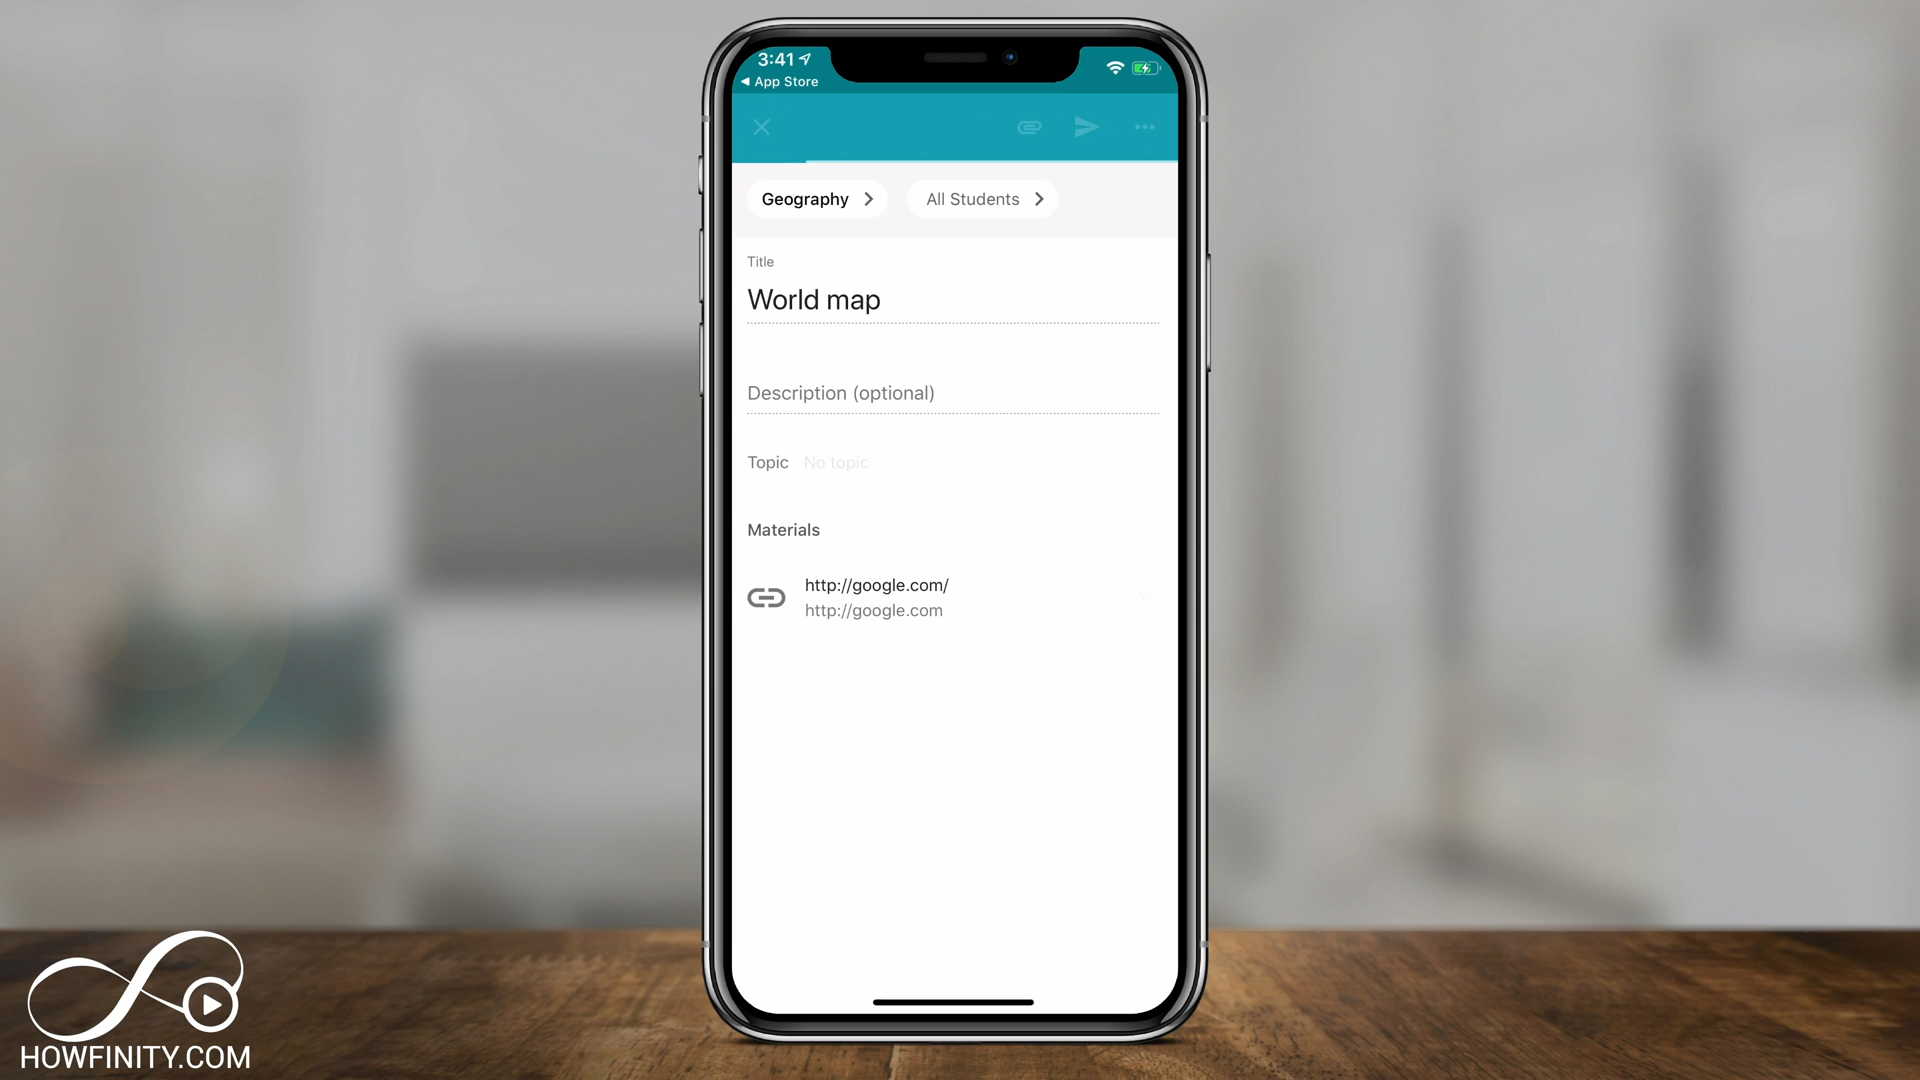 3:41
App Store
Geography
All Students
Title
World map
Description (optional)
Topic No topic
Materials
http://google.com/
http://google.com
HOWFINITY.COM